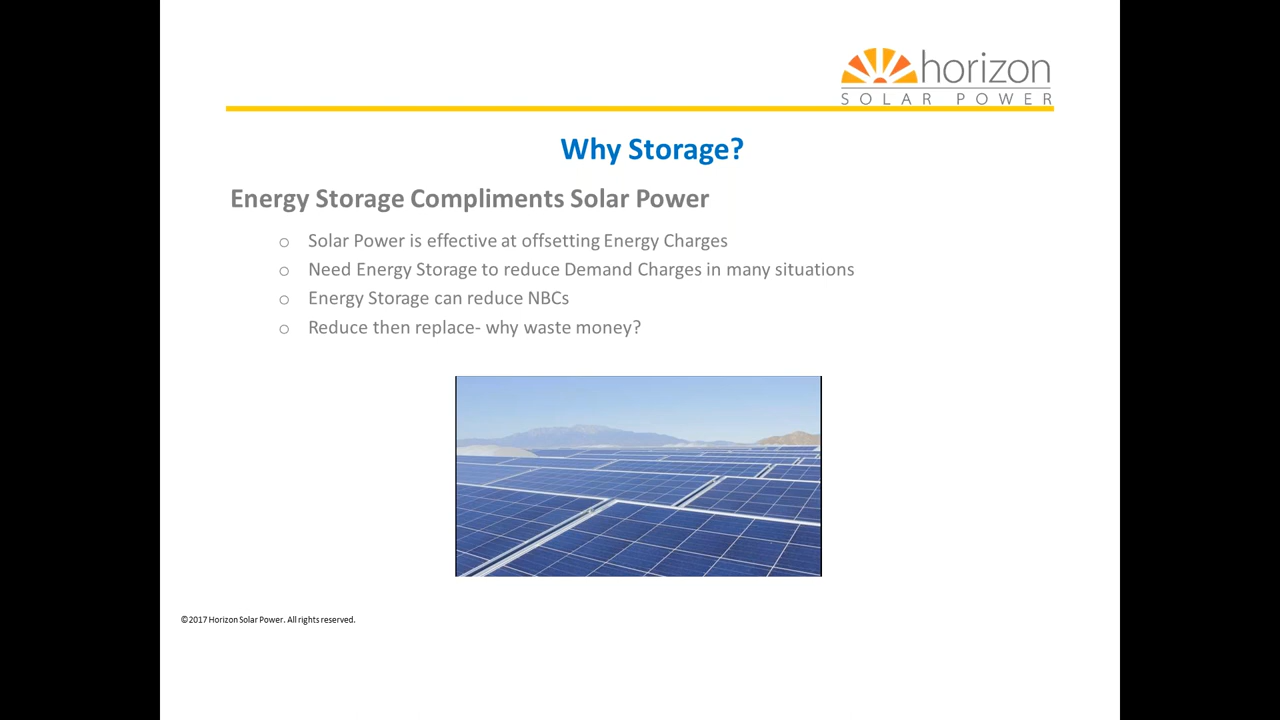 horizon
SOLAR POWER
Why Storage?
Energy Storage Compliments Solar Power
o Solar Power is effective at offsetting Energy Charges
o Need Energy Storage to reduce Demand Charges in many situations
o Energy Storage can reduce NBCs
o Reduce then replace- why waste money?
©2017 Horizon Solar Power. All rights reserved.